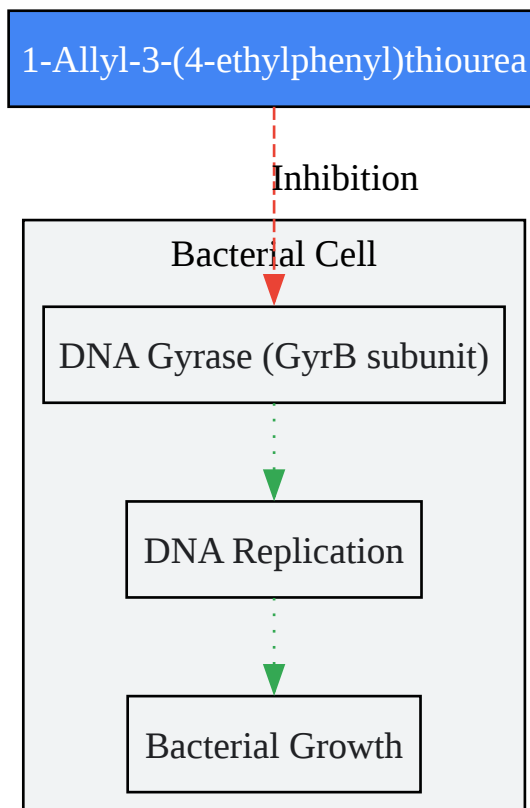 1-Allyl-3-(4-ethylphenyl)thiourea
Inhibition
Bacterial Cell
DNA Gyrase (GyrB subunit)
DNA Replication
Bacterial Growth